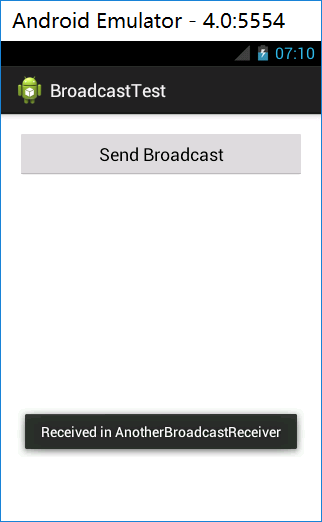 Android Emulator - 4.0:5554
07:10
BroadcastTest
Send Broadcast
Received in AnotherBroadcastReceiver